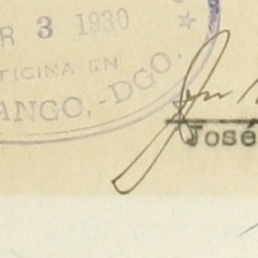 R 3 1930
OFICINA EN
ANGO,-DGO.
José